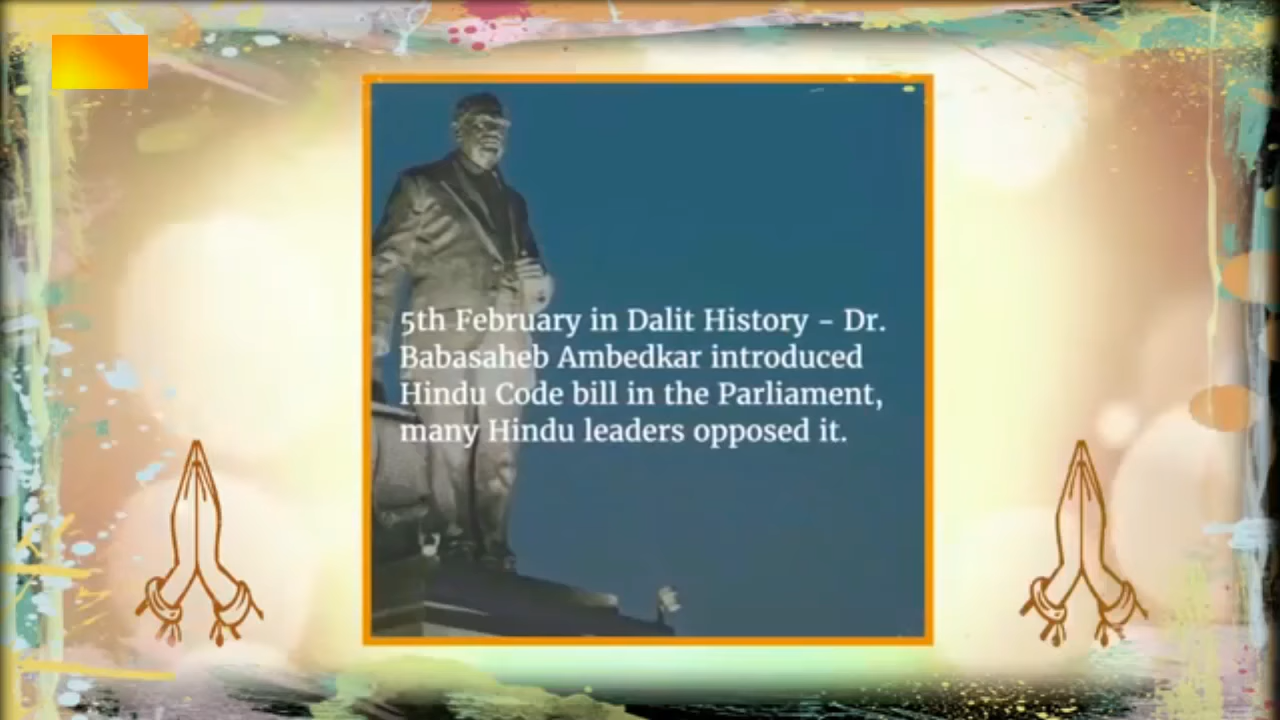 5th February in Dalit History - Dr.
Babasaheb Ambedkar introduced
Hindu Code bill in the Parliament,
many Hindu leaders opposed it.